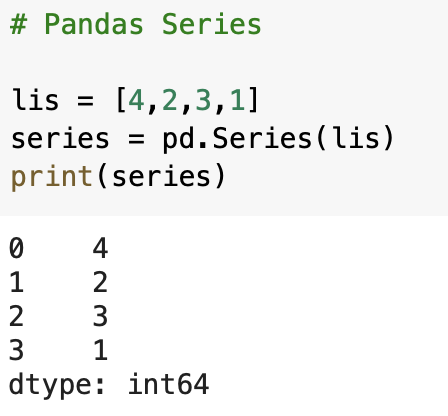 # Pandas Series
lis = [4,2,3,1]
series = pd.Series(lis)
print(series)
0    4
1    2
2    3
3    1
dtype: int64